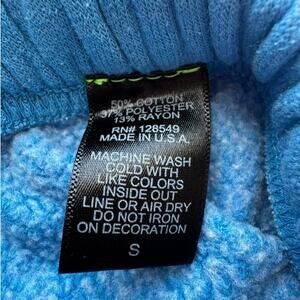 50% COTTON
37% POLYESTER
13% RAYON
RN# 128549
MADE IN U.S.A.
MACHINE WASH
COLD WITH
LIKE COLORS
INSIDE OUT
LINE OR AIR DRY
DO NOT IRON
ON DECORATION
S